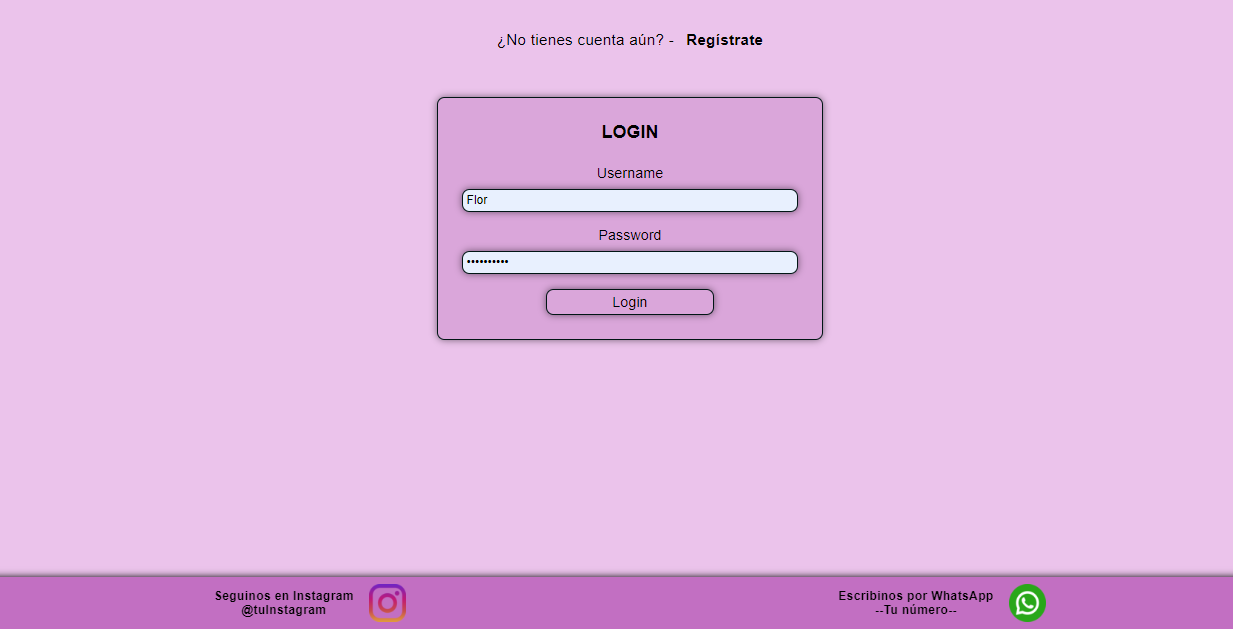 ¿No tienes cuenta aún? - Regístrate
LOGIN
Username
Flor
Password
••••••••••
Login
Seguinos en Instagram
@tuInstagram
Escribinos por WhatsApp
--Tu número--